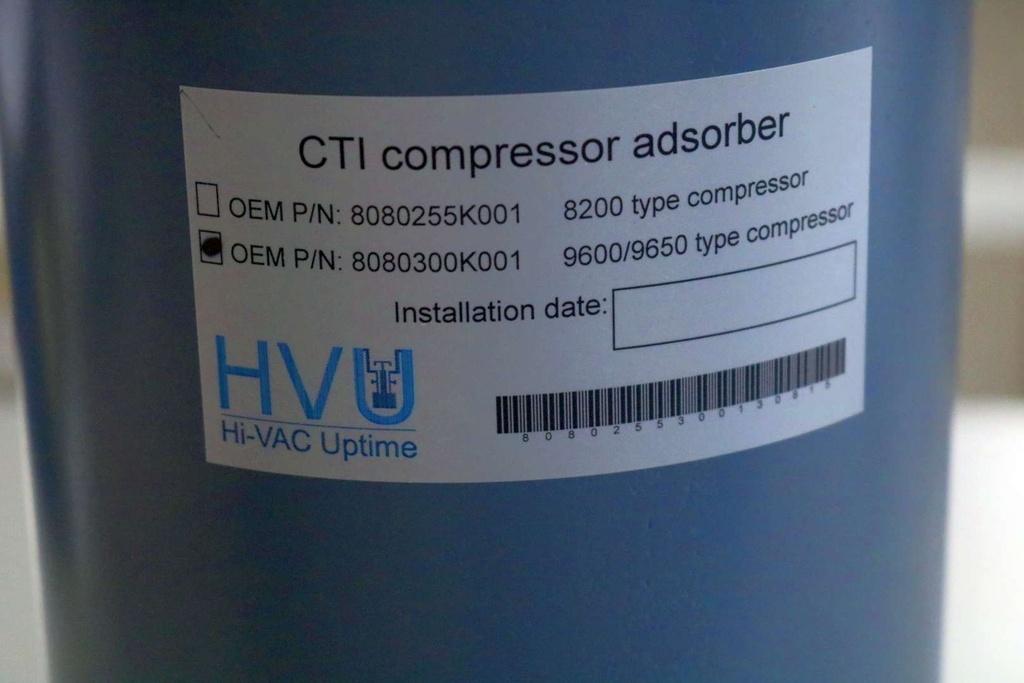 CTI compressor adsorber
OEM P/N: 8080255K001 8200 type compressor
OEM P/N: 8080300K001 9600/9650 type compressor
Installation date:
HVU
Hi-VAC Uptime
8080255300130815